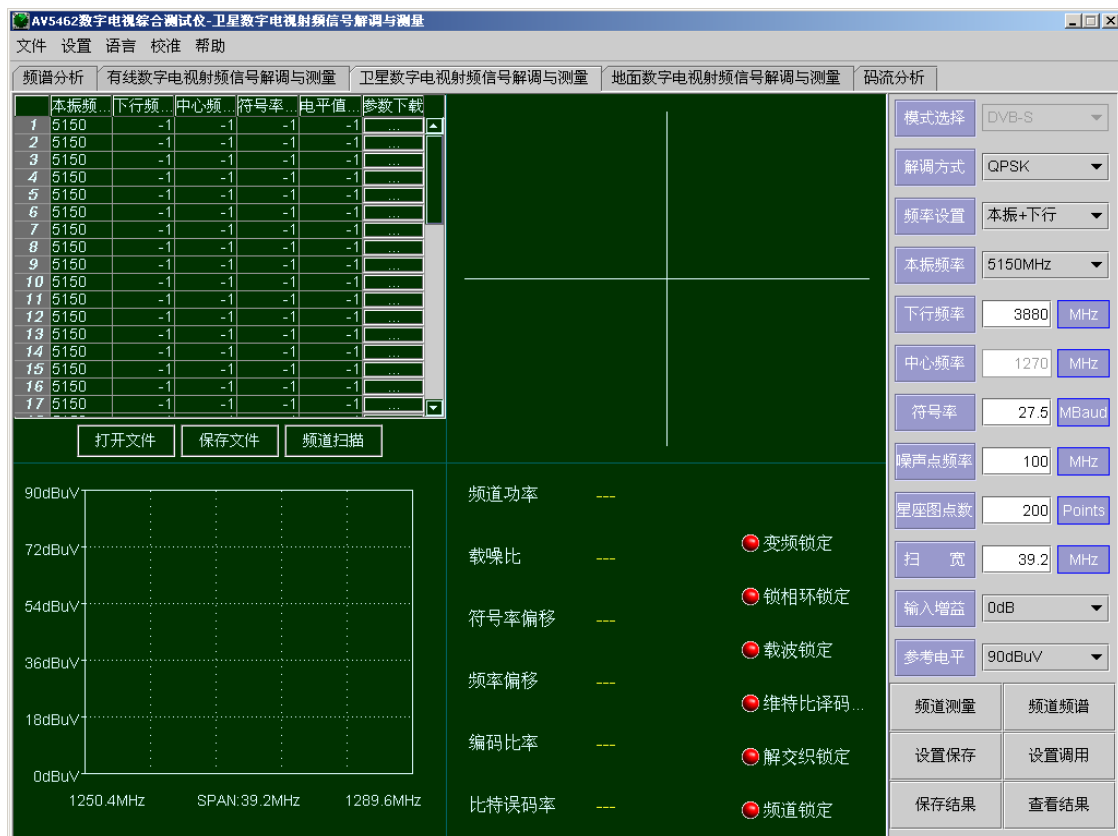 AV5462数字电视综合测试仪-卫星数字电视射频信号解调与测量
文件 设置 语言 校准 帮助
频谱分析 有线数字电视射频信号解调与测量 卫星数字电视射频信号解调与测量 地面数字电视射频信号解调与测量 码流分析
本振频... 下行频... 中心频... 符号率... 电平值... 参数下载
1 5150 -1 -1 -1 -1 ...
2 5150 -1 -1 -1 -1 ...
3 5150 -1 -1 -1 -1 ...
4 5150 -1 -1 -1 -1 ...
5 5150 -1 -1 -1 -1 ...
6 5150 -1 -1 -1 -1 ...
7 5150 -1 -1 -1 -1 ...
8 5150 -1 -1 -1 -1 ...
9 5150 -1 -1 -1 -1 ...
10 5150 -1 -1 -1 -1 ...
11 5150 -1 -1 -1 -1 ...
12 5150 -1 -1 -1 -1 ...
13 5150 -1 -1 -1 -1 ...
14 5150 -1 -1 -1 -1 ...
15 5150 -1 -1 -1 -1 ...
16 5150 -1 -1 -1 -1 ...
17 5150 -1 -1 -1 -1 ...
打开文件 保存文件 频道扫描
90dBuV
72dBuV
54dBuV
36dBuV
18dBuV
0dBuV
1250.4MHz SPAN:39.2MHz 1289.6MHz
频道功率 ---
载噪比 ---
符号率偏移 ---
频率偏移 ---
编码比率 ---
比特误码率 ---
变频锁定
锁相环锁定
载波锁定
维特比译码...
解交织锁定
频道锁定
模式选择 DVB-S
解调方式 QPSK
频率设置 本振+下行
本振频率 5150MHz
下行频率 3880 MHz
中心频率 1270 MHz
符号率 27.5 MBaud
噪声点频率 100 MHz
星座图点数 200 Points
扫 宽 39.2 MHz
输入增益 0dB
参考电平 90dBuV
频道测量 频道频谱
设置保存 设置调用
保存结果 查看结果